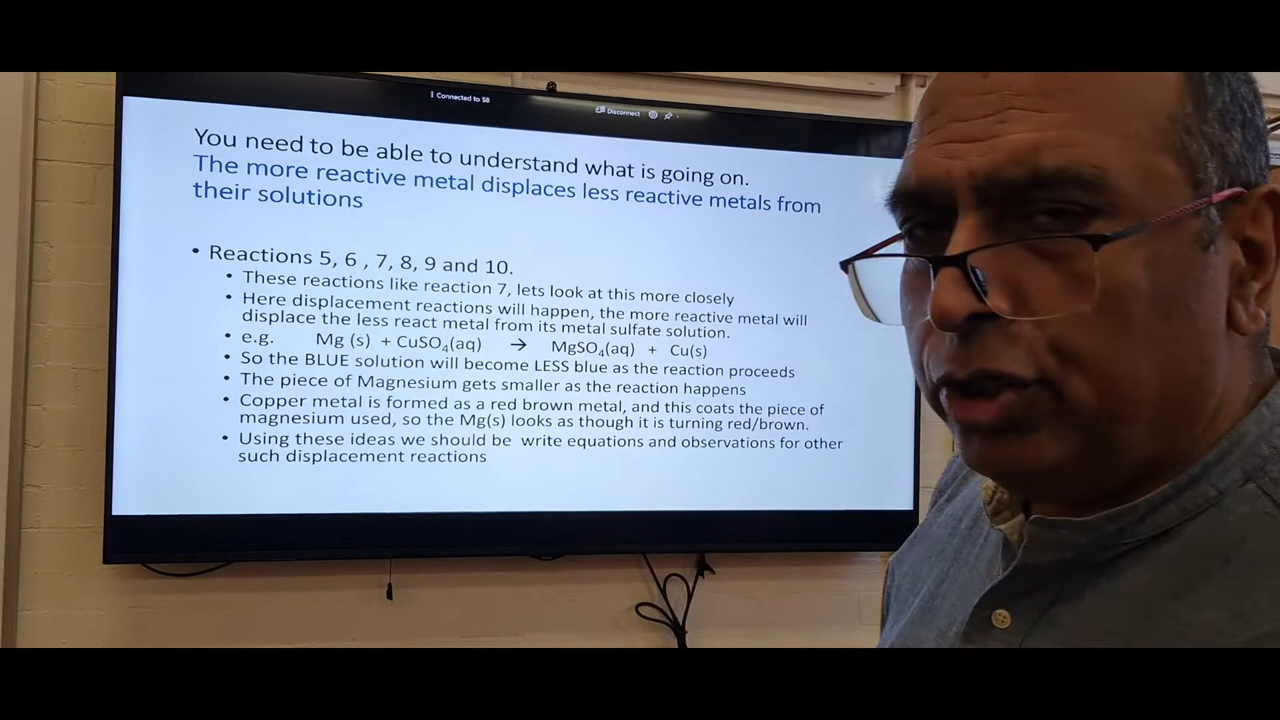 Connected to S8
Disconnect
You need to be able to understand what is going on.
The more reactive metal displaces less reactive metals from
their solutions
• Reactions 5, 6 , 7, 8, 9 and 10.
• These reactions like reaction 7, lets look at this more closely
• Here displacement reactions will happen, the more reactive metal will
displace the less react metal from its metal sulfate solution.
• e.g. Mg (s) + CuSO₄(aq) → MgSO₄(aq) + Cu(s)
• So the BLUE solution will become LESS blue as the reaction proceeds
• The piece of Magnesium gets smaller as the reaction happens
• Copper metal is formed as a red brown metal, and this coats the piece of
magnesium used, so the Mg(s) looks as though it is turning red/brown.
• Using these ideas we should be write equations and observations for other
such displacement reactions